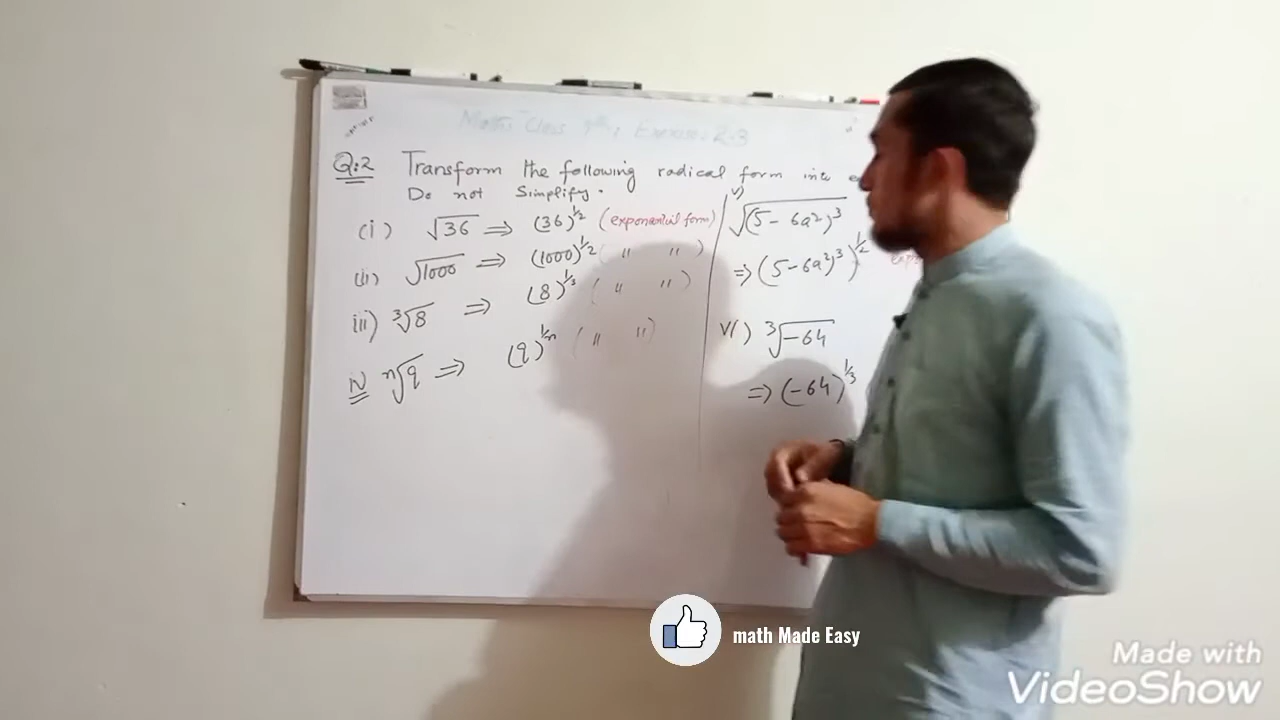 Maths Class 9th: Exercise 2.3
Q:2 Transform the following radical form into
Do not Simplify.
(i) √36 ⇒ (36)^½ (exponential form)
(ii) √1000 ⇒ (1000)^½ ( " " )
iii) ³√8 ⇒ (8)^⅓ ( " " )
iv ⁿ√q ⇒ (q)^1/n ( " " )
v)
√(5 - 6a²)³
⇒ (5-6a²)³)^½
vi) ³√-64
⇒ (-64)^⅓
math Made Easy
Made with
VideoShow